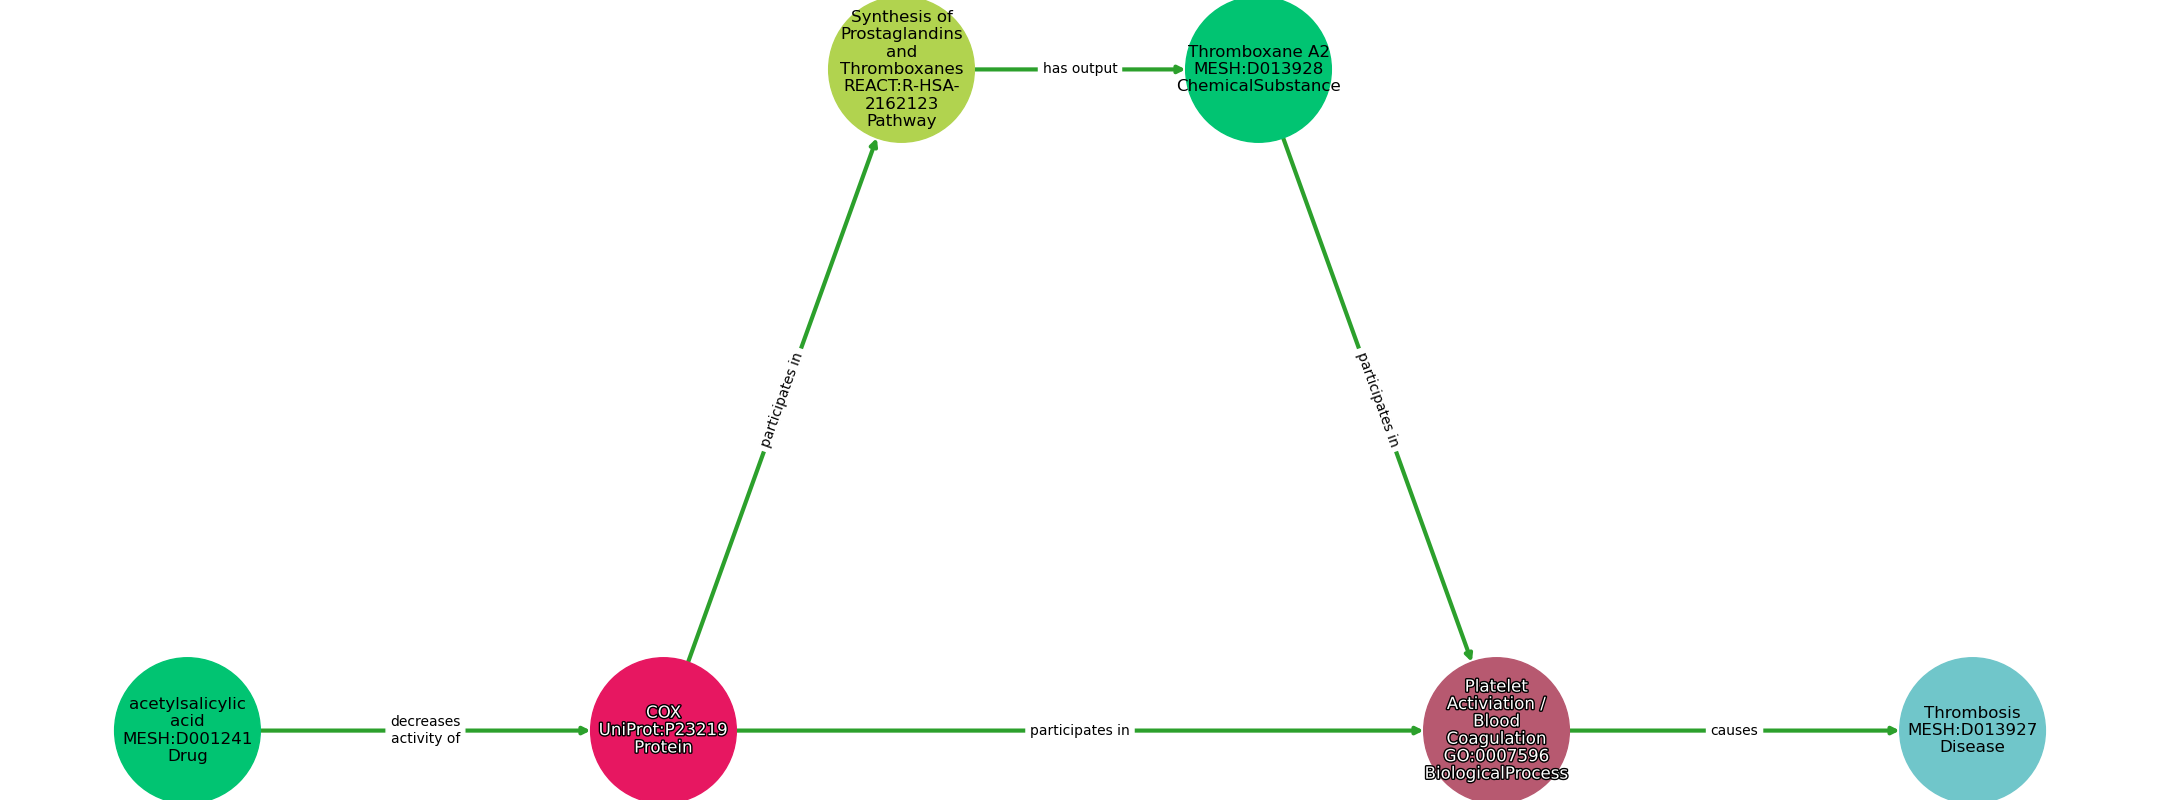 Synthesis of
Prostaglandins
and
Thromboxanes
REACT:R-HSA-
2162123
Pathway
has output
Thromboxane A2
MESH:D013928
ChemicalSubstance
participates in
participates in
acetylsalicylic
acid
MESH:D001241
Drug
decreases
activity of
COX
UniProt:P23219
Protein
participates in
Platelet
Activiation /
Blood
Coagulation
GO:0007596
BiologicalProcess
causes
Thrombosis
MESH:D013927
Disease